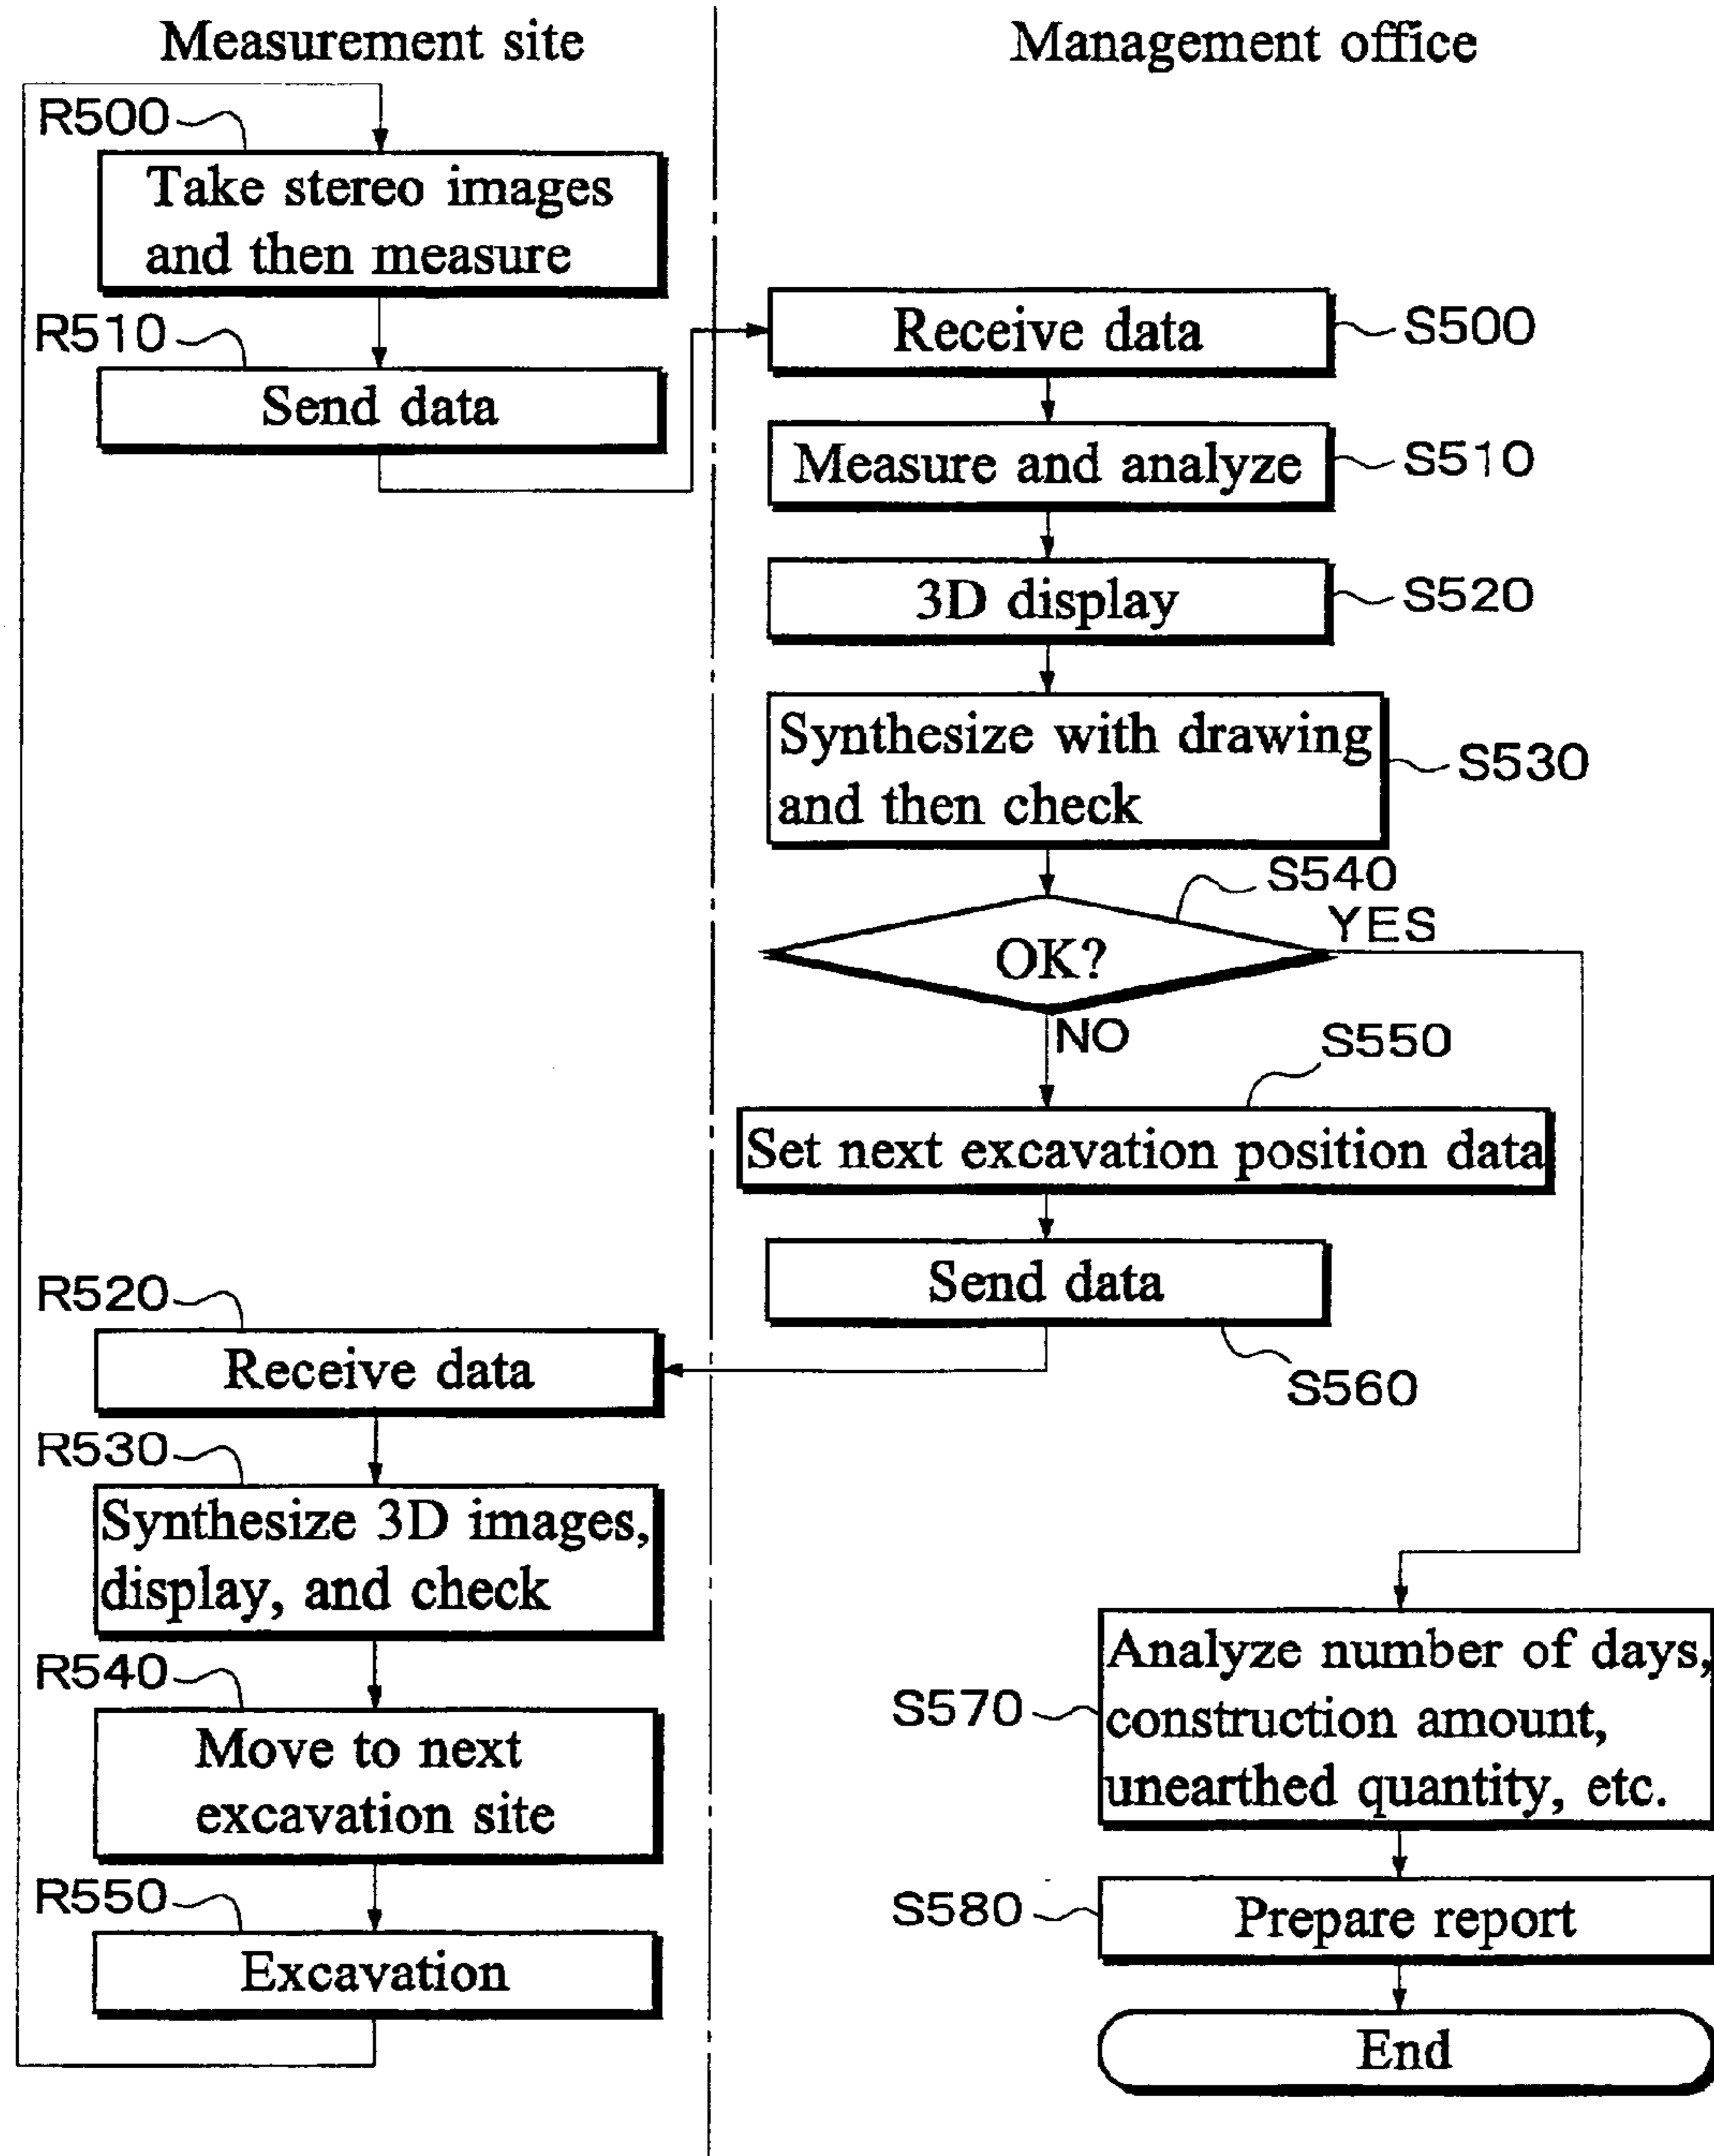 Measurement site
Management office
R500
Take stereo images
and then measure
R510
Send data
Receive data
S500
Measure and analyze
S510
3D display
S520
Synthesize with drawing
and then check
S530
S540
YES
OK?
NO
S550
Set next excavation position data
Send data
S560
R520
Receive data
R530
Synthesize 3D images,
display, and check
R540
Move to next
excavation site
R550
Excavation
S570
Analyze number of days,
construction amount,
unearthed quantity, etc.
S580
Prepare report
End